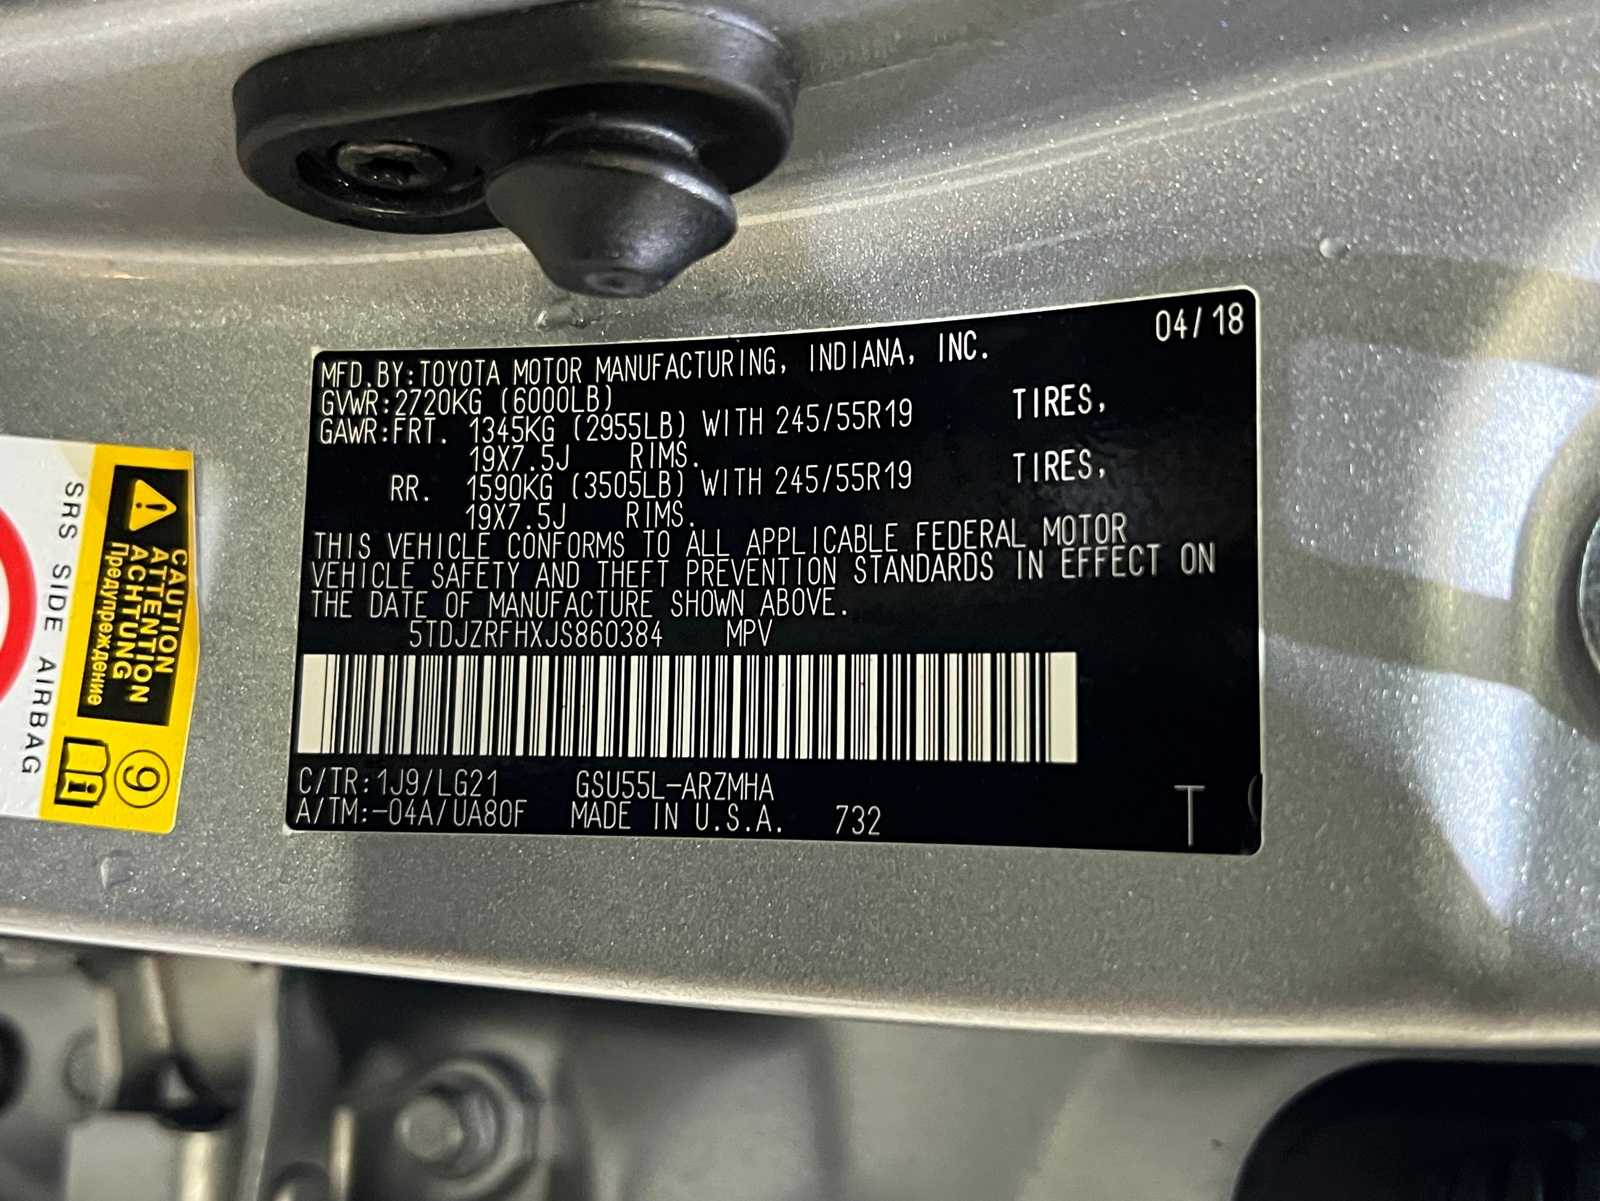 04/18
MFD.BY:TOYOTA MOTOR MANUFACTURING, INDIANA, INC.
GVWR:2720KG (6000LB)
GAWR:FRT. 1345KG (2955LB) WITH 245/55R19 TIRES,
19X7.5J RIMS.
RR. 1590KG (3505LB) WITH 245/55R19 TIRES,
19X7.5J RIMS.
THIS VEHICLE CONFORMS TO ALL APPLICABLE FEDERAL MOTOR
VEHICLE SAFETY AND THEFT PREVENTION STANDARDS IN EFFECT ON
THE DATE OF MANUFACTURE SHOWN ABOVE.
5TDJZRFHXJS860384 MPV
C/TR:1J9/LG21 GSU55L-ARZMHA
A/TM:-04A/UA80F MADE IN U.S.A. 732
T
CAUTION
ATTENTION
ACHTUNG
Предупреждение
9
SRS SIDE AIRBAG